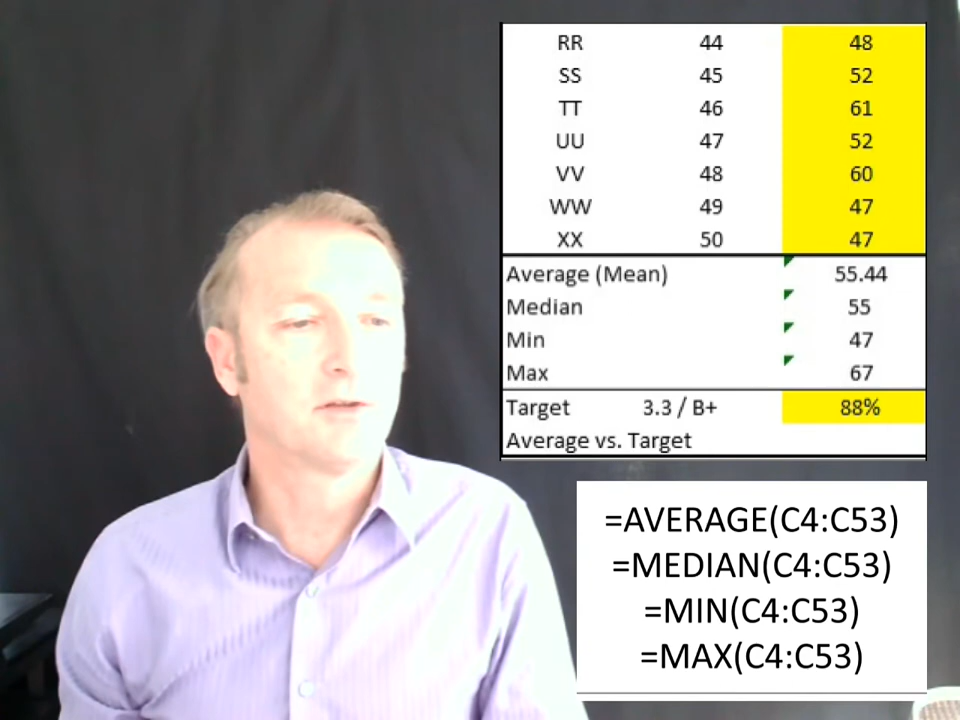 RR 44 48
SS 45 52
TT 46 61
UU 47 52
VV 48 60
WW 49 47
XX 50 47
Average (Mean) 55.44
Median 55
Min 47
Max 67
Target 3.3 / B+ 88%
Average vs. Target
=AVERAGE(C4:C53)
=MEDIAN(C4:C53)
=MIN(C4:C53)
=MAX(C4:C53)